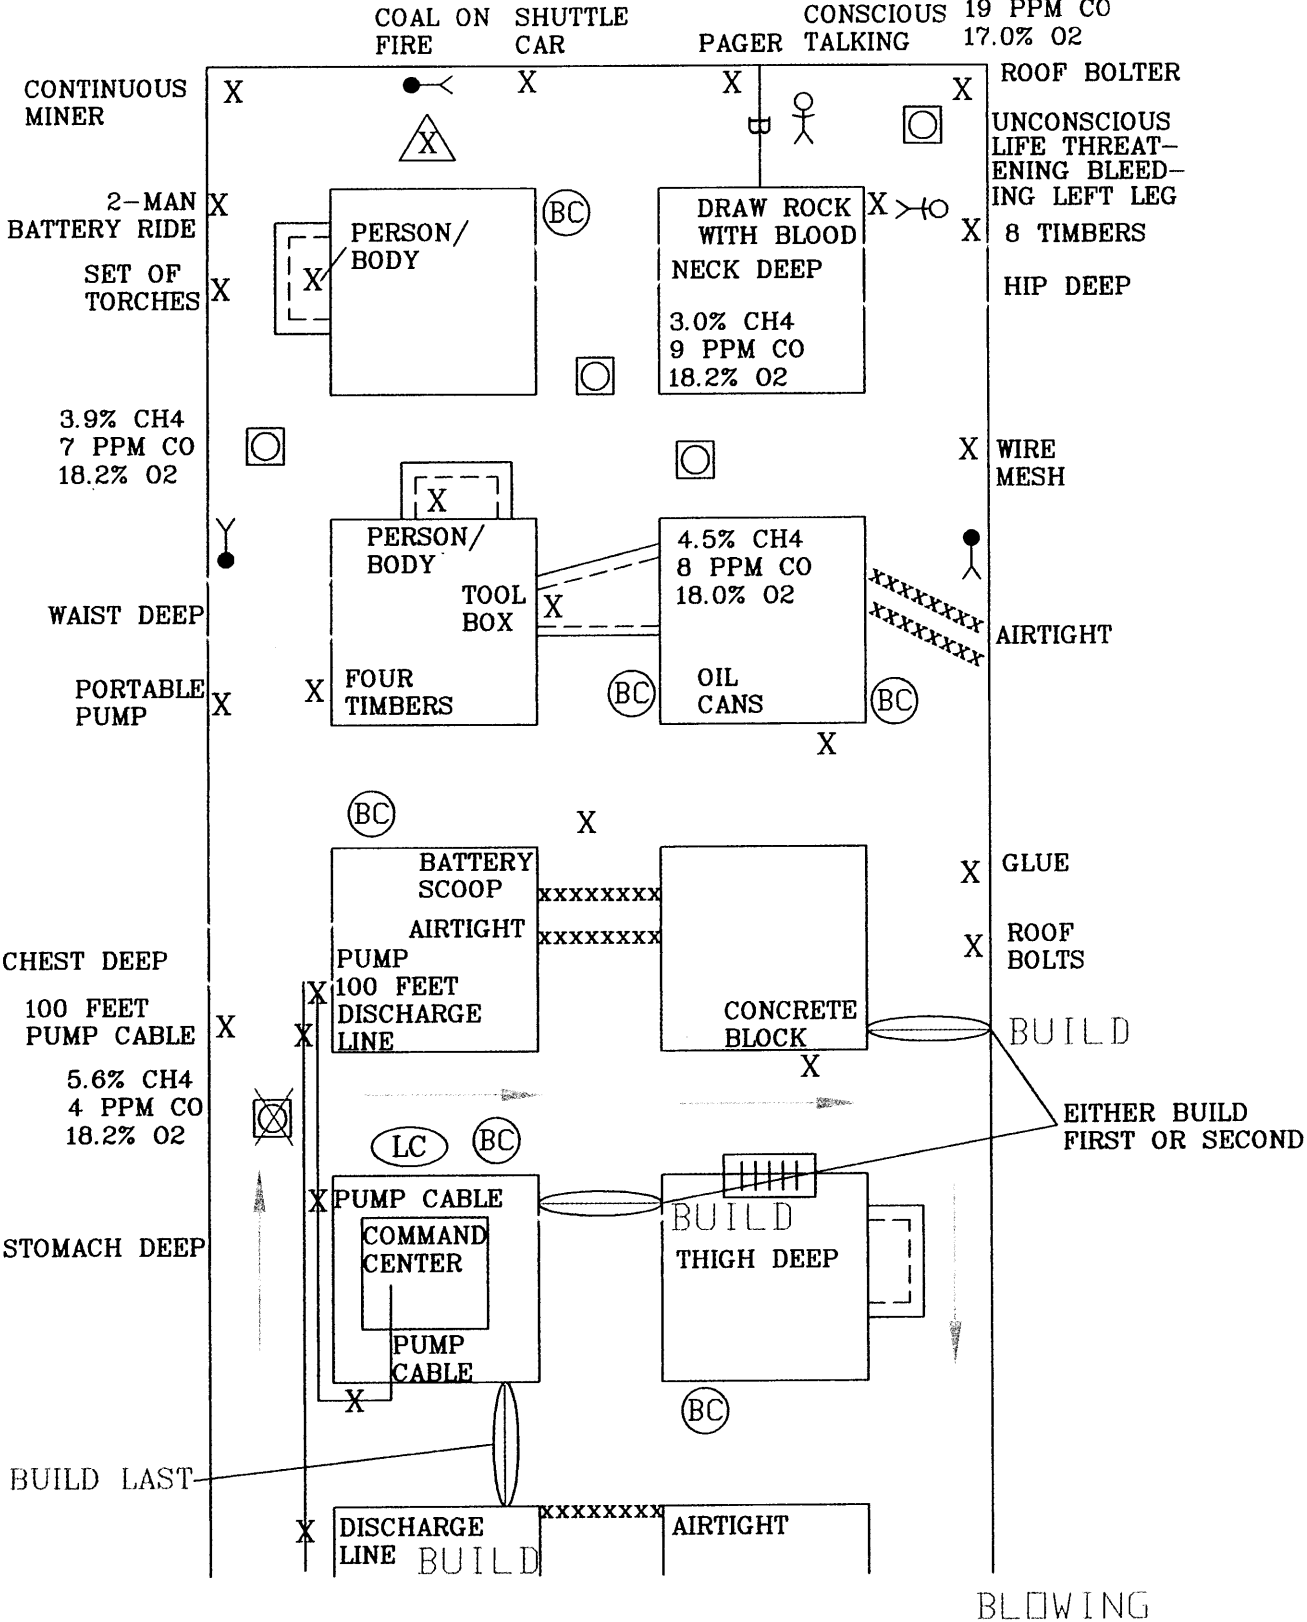 COAL ON FIRE
SHUTTLE CAR
PAGER
CONSCIOUS TALKING
19 PPM CO
17.0% O2
CONTINUOUS
MINER
X
X
X
X
ROOF BOLTER
X
B
UNCONSCIOUS
LIFE THREAT-
ENING BLEED-
ING LEFT LEG
2-MAN
BATTERY RIDE
X
BC
DRAW ROCK
WITH BLOOD
X
X
8 TIMBERS
PERSON/
BODY
X
SET OF
TORCHES
X
NECK DEEP
HIP DEEP
3.0% CH4
9 PPM CO
18.2% O2
3.9% CH4
7 PPM CO
18.2% O2
X
WIRE
MESH
X
PERSON/
BODY
4.5% CH4
8 PPM CO
18.0% O2
XXXXXXXX
XXXXXXXX
AIRTIGHT
TOOL
BOX
X
WAIST DEEP
PORTABLE
PUMP
X
X
FOUR
TIMBERS
BC
OIL
CANS
BC
X
BC
X
BATTERY
SCOOP
XXXXXXXX
X
GLUE
AIRTIGHT
XXXXXXXX
X
ROOF
BOLTS
CHEST DEEP
PUMP
100 FEET
DISCHARGE
LINE
X
X
100 FEET
PUMP CABLE
X
CONCRETE
BLOCK
X
BUILD
5.6% CH4
4 PPM CO
18.2% O2
EITHER BUILD
FIRST OR SECOND
LC
BC
X
PUMP CABLE
BUILD
COMMAND
CENTER
STOMACH DEEP
THIGH DEEP
PUMP
CABLE
X
BC
BUILD LAST
X
DISCHARGE
LINE
BUILD
XXXXXXXX
AIRTIGHT
BLOWING